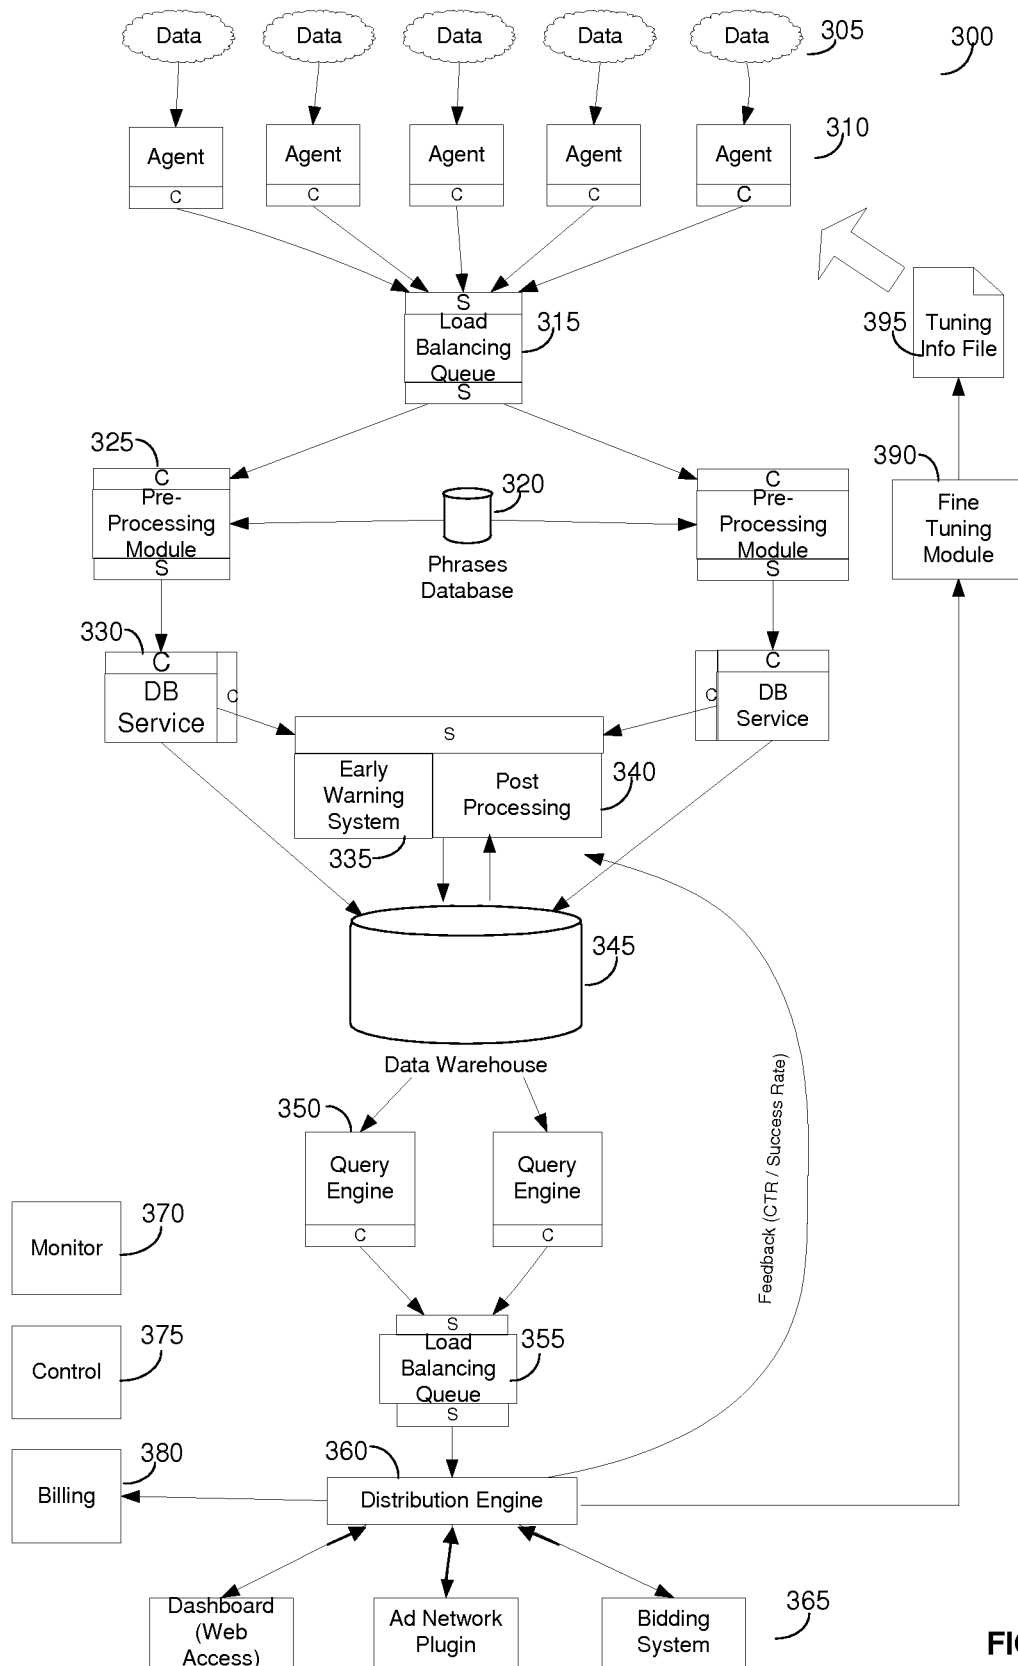 Data Data Data Data Data
305
300
310
Agent Agent Agent Agent Agent
C C C C C
S
Load
Balancing
Queue
S
315
395
Tuning
Info File
325
C
Pre-
Processing
Module
S
320
Phrases
Database
C
Pre-
Processing
Module
S
390
Fine
Tuning
Module
330
C
DB
Service
C
C
DB
Service
C
S
Early
Warning
System
335
Post
Processing
340
345
Data Warehouse
Feedback (CTR / Success Rate)
350
Query
Engine
C
Query
Engine
C
370
Monitor
375
Control
380
Billing
S
Load
Balancing
Queue
S
355
360
Distribution Engine
Dashboard
(Web
Access)
Ad Network
Plugin
Bidding
System
365